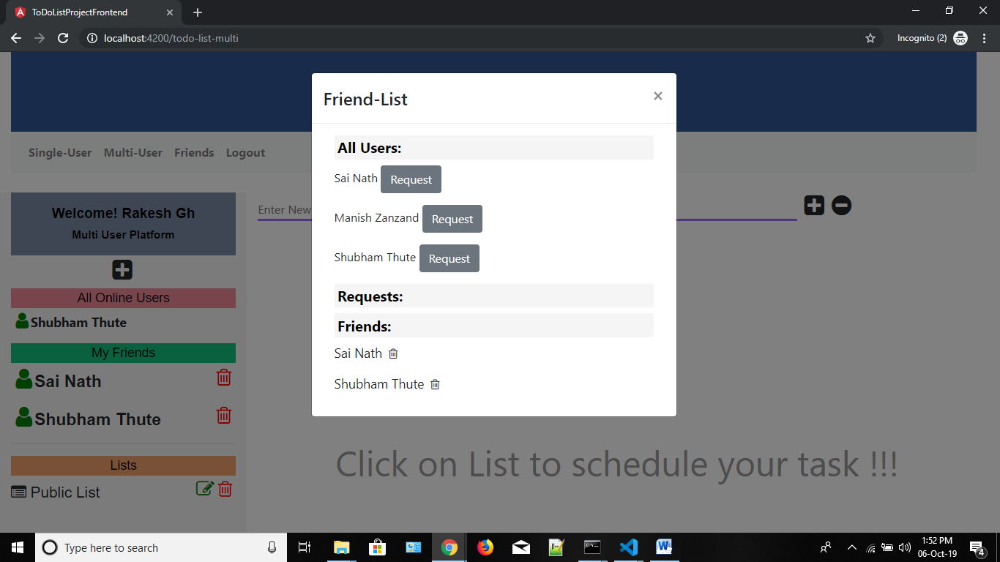 ToDoListProjectFrontend
localhost:4200/todo-list-multi
Incognito (2)
Friend-List
×
All Users:
Sai Nath Request
Manish Zanzand Request
Shubham Thute Request
Requests:
Friends:
Sai Nath
Shubham Thute
Single-User Multi-User Friends Logout
Welcome! Rakesh Gh
Multi User Platform
All Online Users
Shubham Thute
My Friends
Sai Nath
Shubham Thute
Lists
Public List
Enter New
Click on List to schedule your task !!!
Type here to search
1:52 PM
06-Oct-19
4